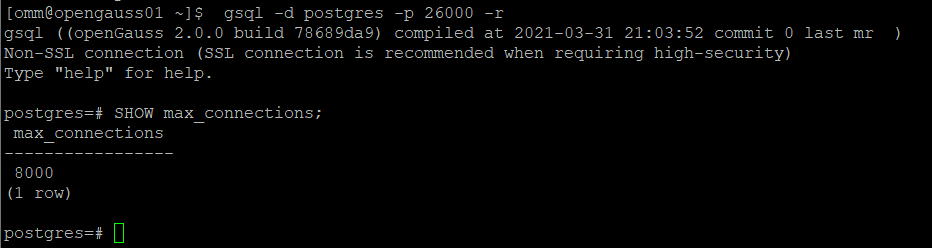 [omm@opengauss01 ~]$  gsql -d postgres -p 26000 -r
gsql ((openGauss 2.0.0 build 78689da9) compiled at 2021-03-31 21:03:52 commit 0 last mr  )
Non-SSL connection (SSL connection is recommended when requiring high-security)
Type "help" for help.
postgres=# SHOW max_connections;
 max_connections
-----------------
 8000
(1 row)
postgres=#